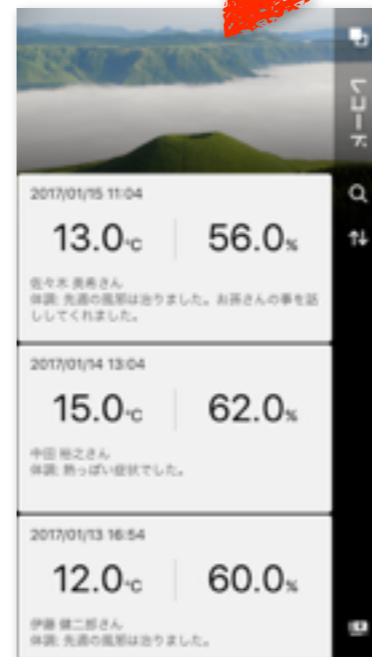 レコード
2017/01/15 11:04
13.0℃ 56.0%
佐々木 美希さん
体調: 先週の風邪は治りました。お孫さんの事を話
ししてくれました。
2017/01/14 13:04
15.0℃ 62.0%
中田 裕之さん
体調: 熱っぽい症状でした。
2017/01/13 16:54
12.0℃ 60.0%
伊藤 健二郎さん
体調: 先週の風邪は治りました。